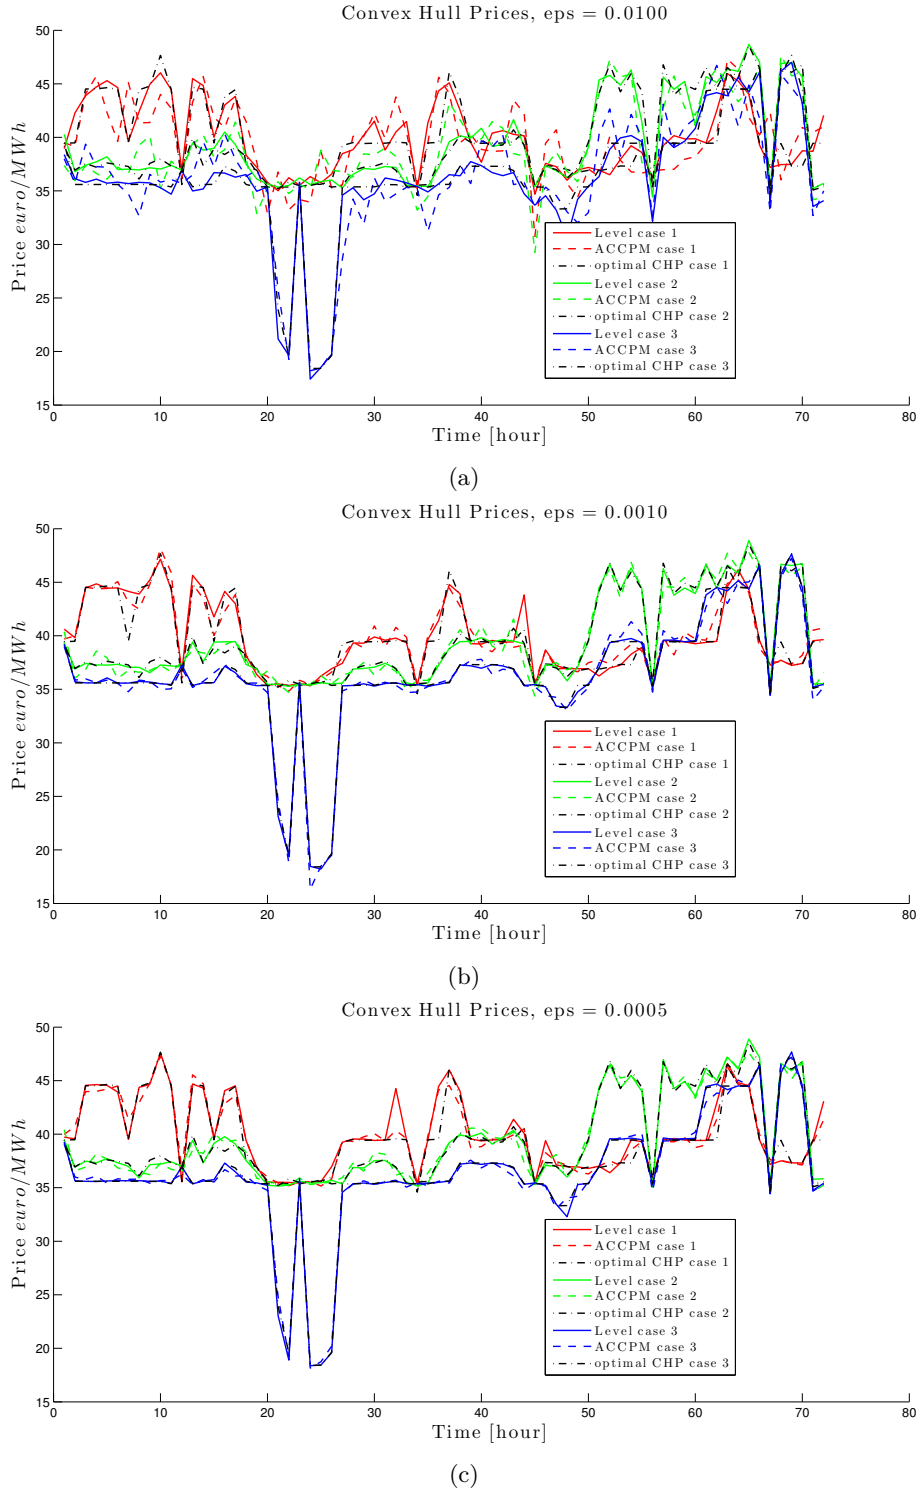 Convex Hull Prices, eps = 0.0100
Price euro/MWh
50
45
40
35
30
25
20
15
0 10 20 30 40 50 60 70 80
Time [hour]
Level case 1
ACCPM case 1
optimal CHP case 1
Level case 2
ACCPM case 2
optimal CHP case 2
Level case 3
ACCPM case 3
optimal CHP case 3
(a)
Convex Hull Prices, eps = 0.0010
Price euro/MWh
50
45
40
35
30
25
20
15
0 10 20 30 40 50 60 70 80
Time [hour]
Level case 1
ACCPM case 1
optimal CHP case 1
Level case 2
ACCPM case 2
optimal CHP case 2
Level case 3
ACCPM case 3
optimal CHP case 3
(b)
Convex Hull Prices, eps = 0.0005
Price euro/MWh
50
45
40
35
30
25
20
15
0 10 20 30 40 50 60 70 80
Time [hour]
Level case 1
ACCPM case 1
optimal CHP case 1
Level case 2
ACCPM case 2
optimal CHP case 2
Level case 3
ACCPM case 3
optimal CHP case 3
(c)